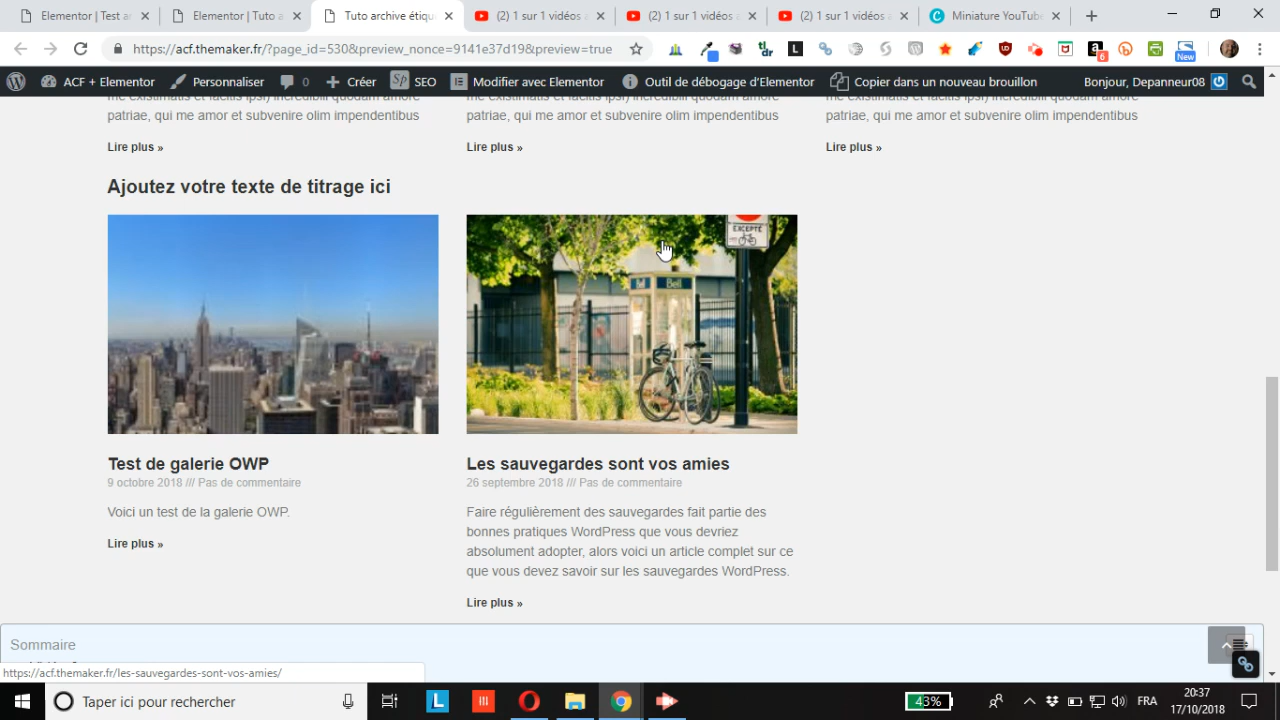 Elementor | Test ar
Elementor | Tuto a
Tuto archive étiqu
(2) 1 sur 1 vidéos a
(2) 1 sur 1 vidéos a
(2) 1 sur 1 vidéos a
Miniature YouTube
https://acf.themaker.fr/?page_id=530&preview_nonce=9141e37d19&preview=true
ACF + Elementor
Personnaliser
0
Créer
SEO
Modifier avec Elementor
Outil de débogage d'Elementor
Copier dans un nouveau brouillon
Bonjour, Depanneur08
patriae, qui me amor et subvenire olim impendentibus
patriae, qui me amor et subvenire olim impendentibus
patriae, qui me amor et subvenire olim impendentibus
Lire plus »
Lire plus »
Lire plus »
Ajoutez votre texte de titrage ici
EXCEPTÉ
Bell
Test de galerie OWP
9 octobre 2018 /// Pas de commentaire
Voici un test de la galerie OWP.
Lire plus »
Les sauvegardes sont vos amies
26 septembre 2018 /// Pas de commentaire
Faire régulièrement des sauvegardes fait partie des
bonnes pratiques WordPress que vous devriez
absolument adopter, alors voici un article complet sur ce
que vous devez savoir sur les sauvegardes WordPress.
Lire plus »
Sommaire
https://acf.themaker.fr/les-sauvegardes-sont-vos-amies/
Taper ici pour rechercher
43%
FRA
20:37
17/10/2018